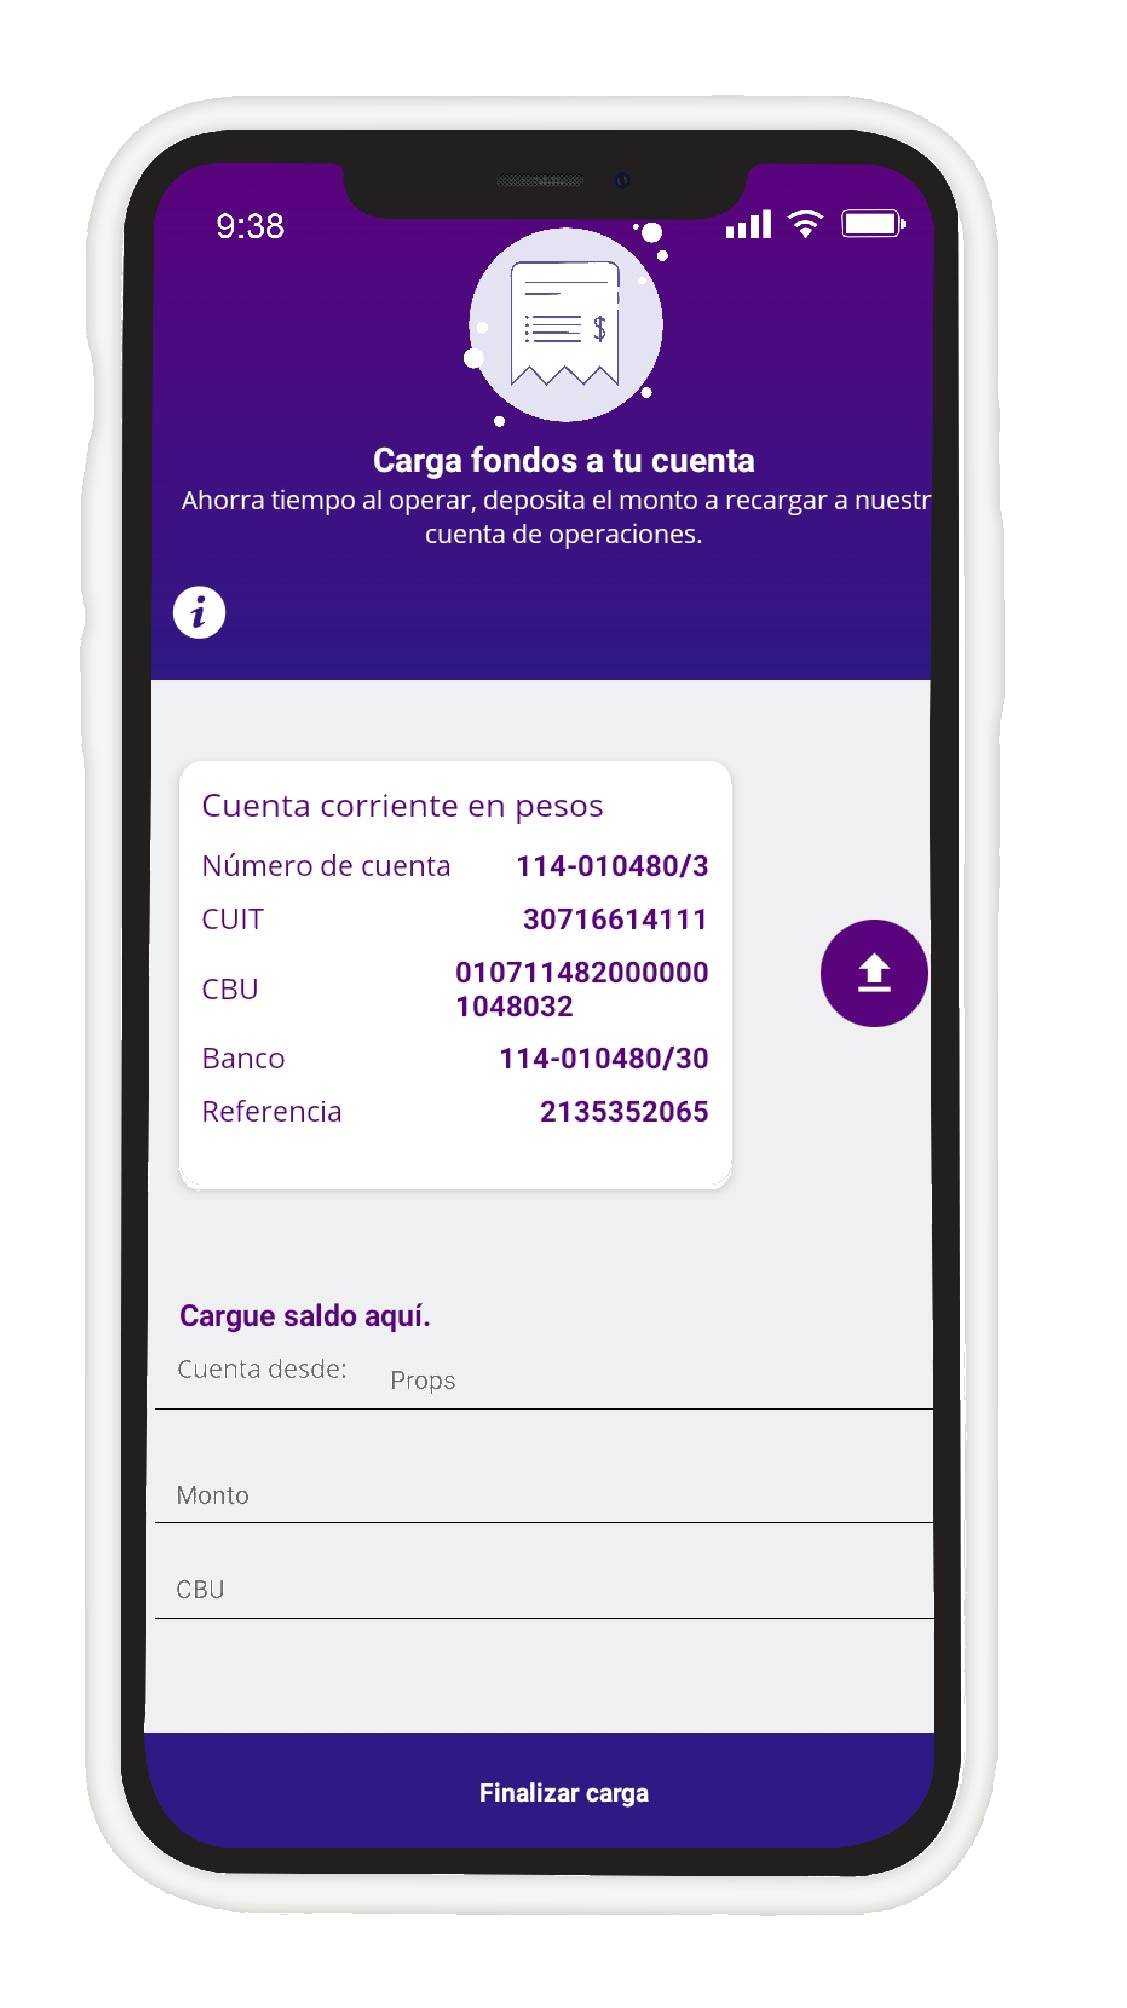 9:38
$
Carga fondos a tu cuenta
Ahorra tiempo al operar, deposita el monto a recargar a nuestr
cuenta de operaciones.
i
Cuenta corriente en pesos
Número de cuenta 114-010480/3
CUIT 30716614111
CBU 010711482000000
1048032
Banco 114-010480/30
Referencia 2135352065
Cargue saldo aquí.
Cuenta desde: Props
Monto
CBU
Finalizar carga